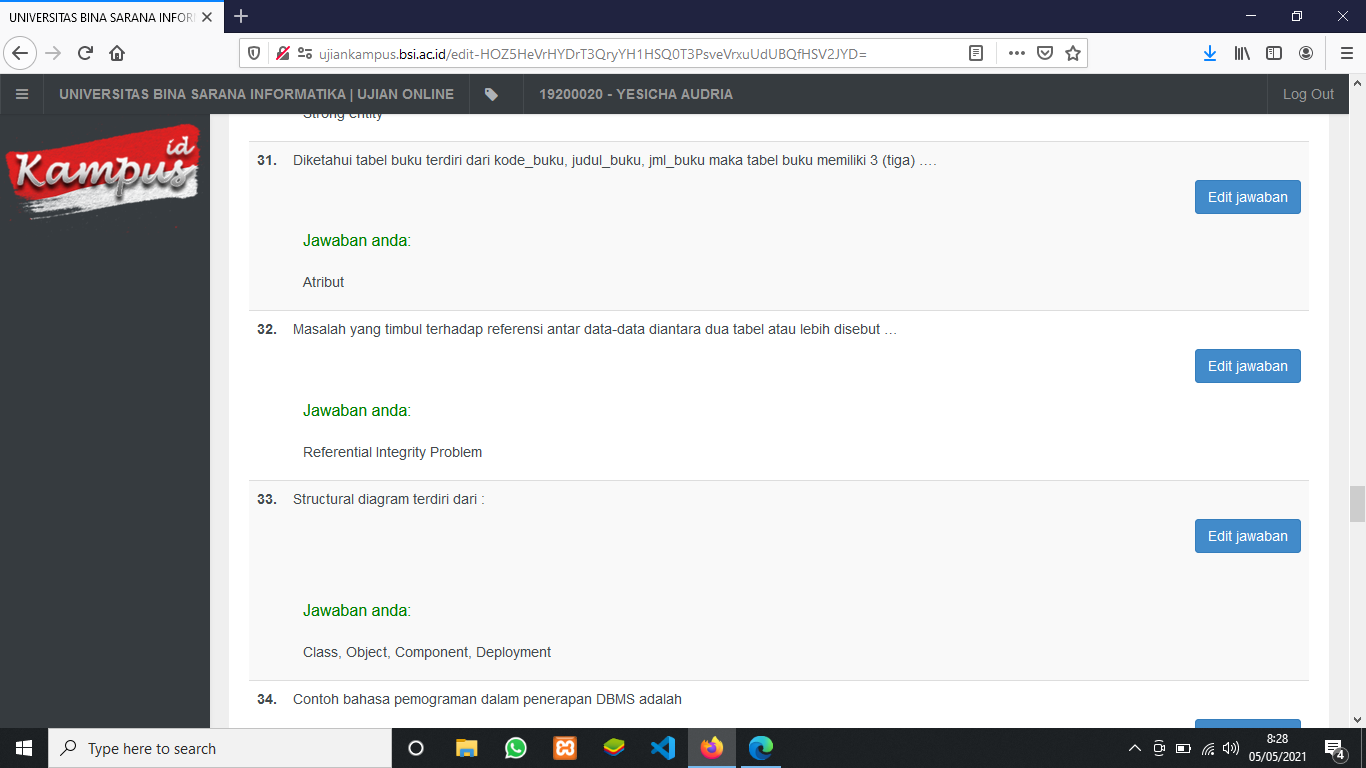 UNIVERSITAS BINA SARANA INFOR
ujiankampus.bsi.ac.id/edit-HOZ5HeVrHYDrT3QryYH1HSQ0T3PsveVrxuUdUBQfHSV2JYD=
UNIVERSITAS BINA SARANA INFORMATIKA | UJIAN ONLINE 19200020 - YESICHA AUDRIA Log Out
Kampus id
Strong entity
31. Diketahui tabel buku terdiri dari kode_buku, judul_buku, jml_buku maka tabel buku memiliki 3 (tiga) ….
Edit jawaban
Jawaban anda:
Atribut
32. Masalah yang timbul terhadap referensi antar data-data diantara dua tabel atau lebih disebut …
Edit jawaban
Jawaban anda:
Referential Integrity Problem
33. Structural diagram terdiri dari :
Edit jawaban
Jawaban anda:
Class, Object, Component, Deployment
34. Contoh bahasa pemograman dalam penerapan DBMS adalah
Type here to search
8:28
05/05/2021
4